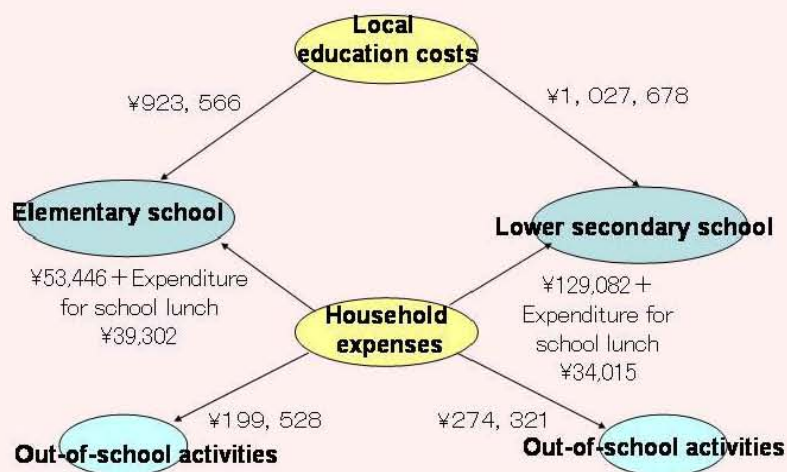 Local
education costs
¥923, 566
¥1, 027, 678
Elementary school
Lower secondary school
¥53,446＋Expenditure
for school lunch
¥39,302
¥129,082＋
Expenditure for
school lunch
¥34,015
Household
expenses
¥199, 528
¥274, 321
Out-of-school activities
Out-of-school activities